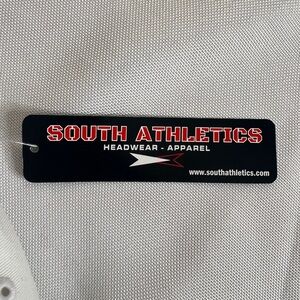 SOUTH ATHLETICS
HEADWEAR - APPAREL
www.southathletics.com